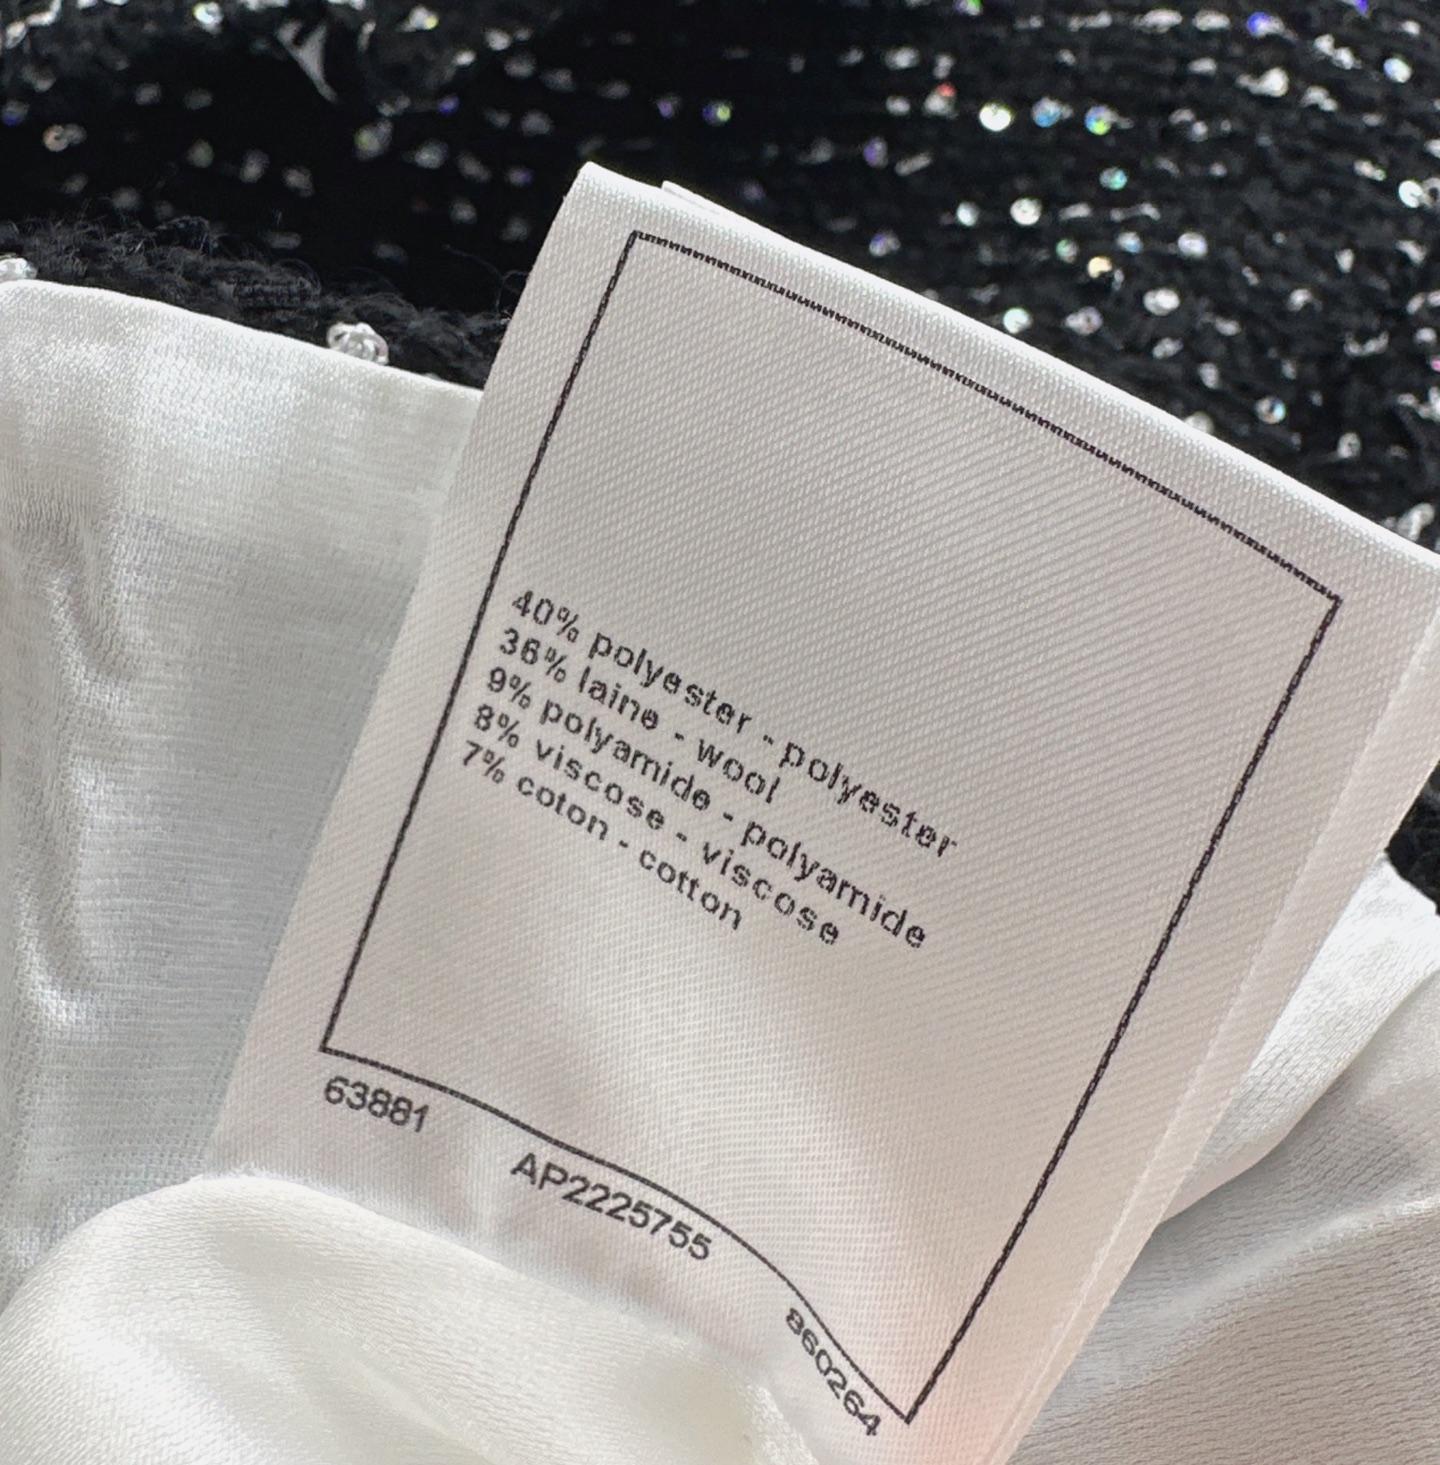 40% polyester - polyester
36% laine - wool
9% polyamide - polyamide
8% viscose - viscose
7% coton - cotton
63881
AP2225755
860264